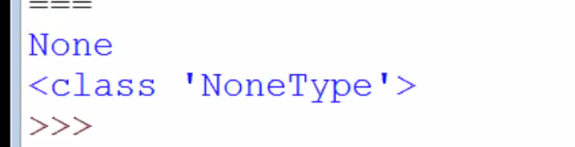 ===
None
<class 'NoneType'>
>>>